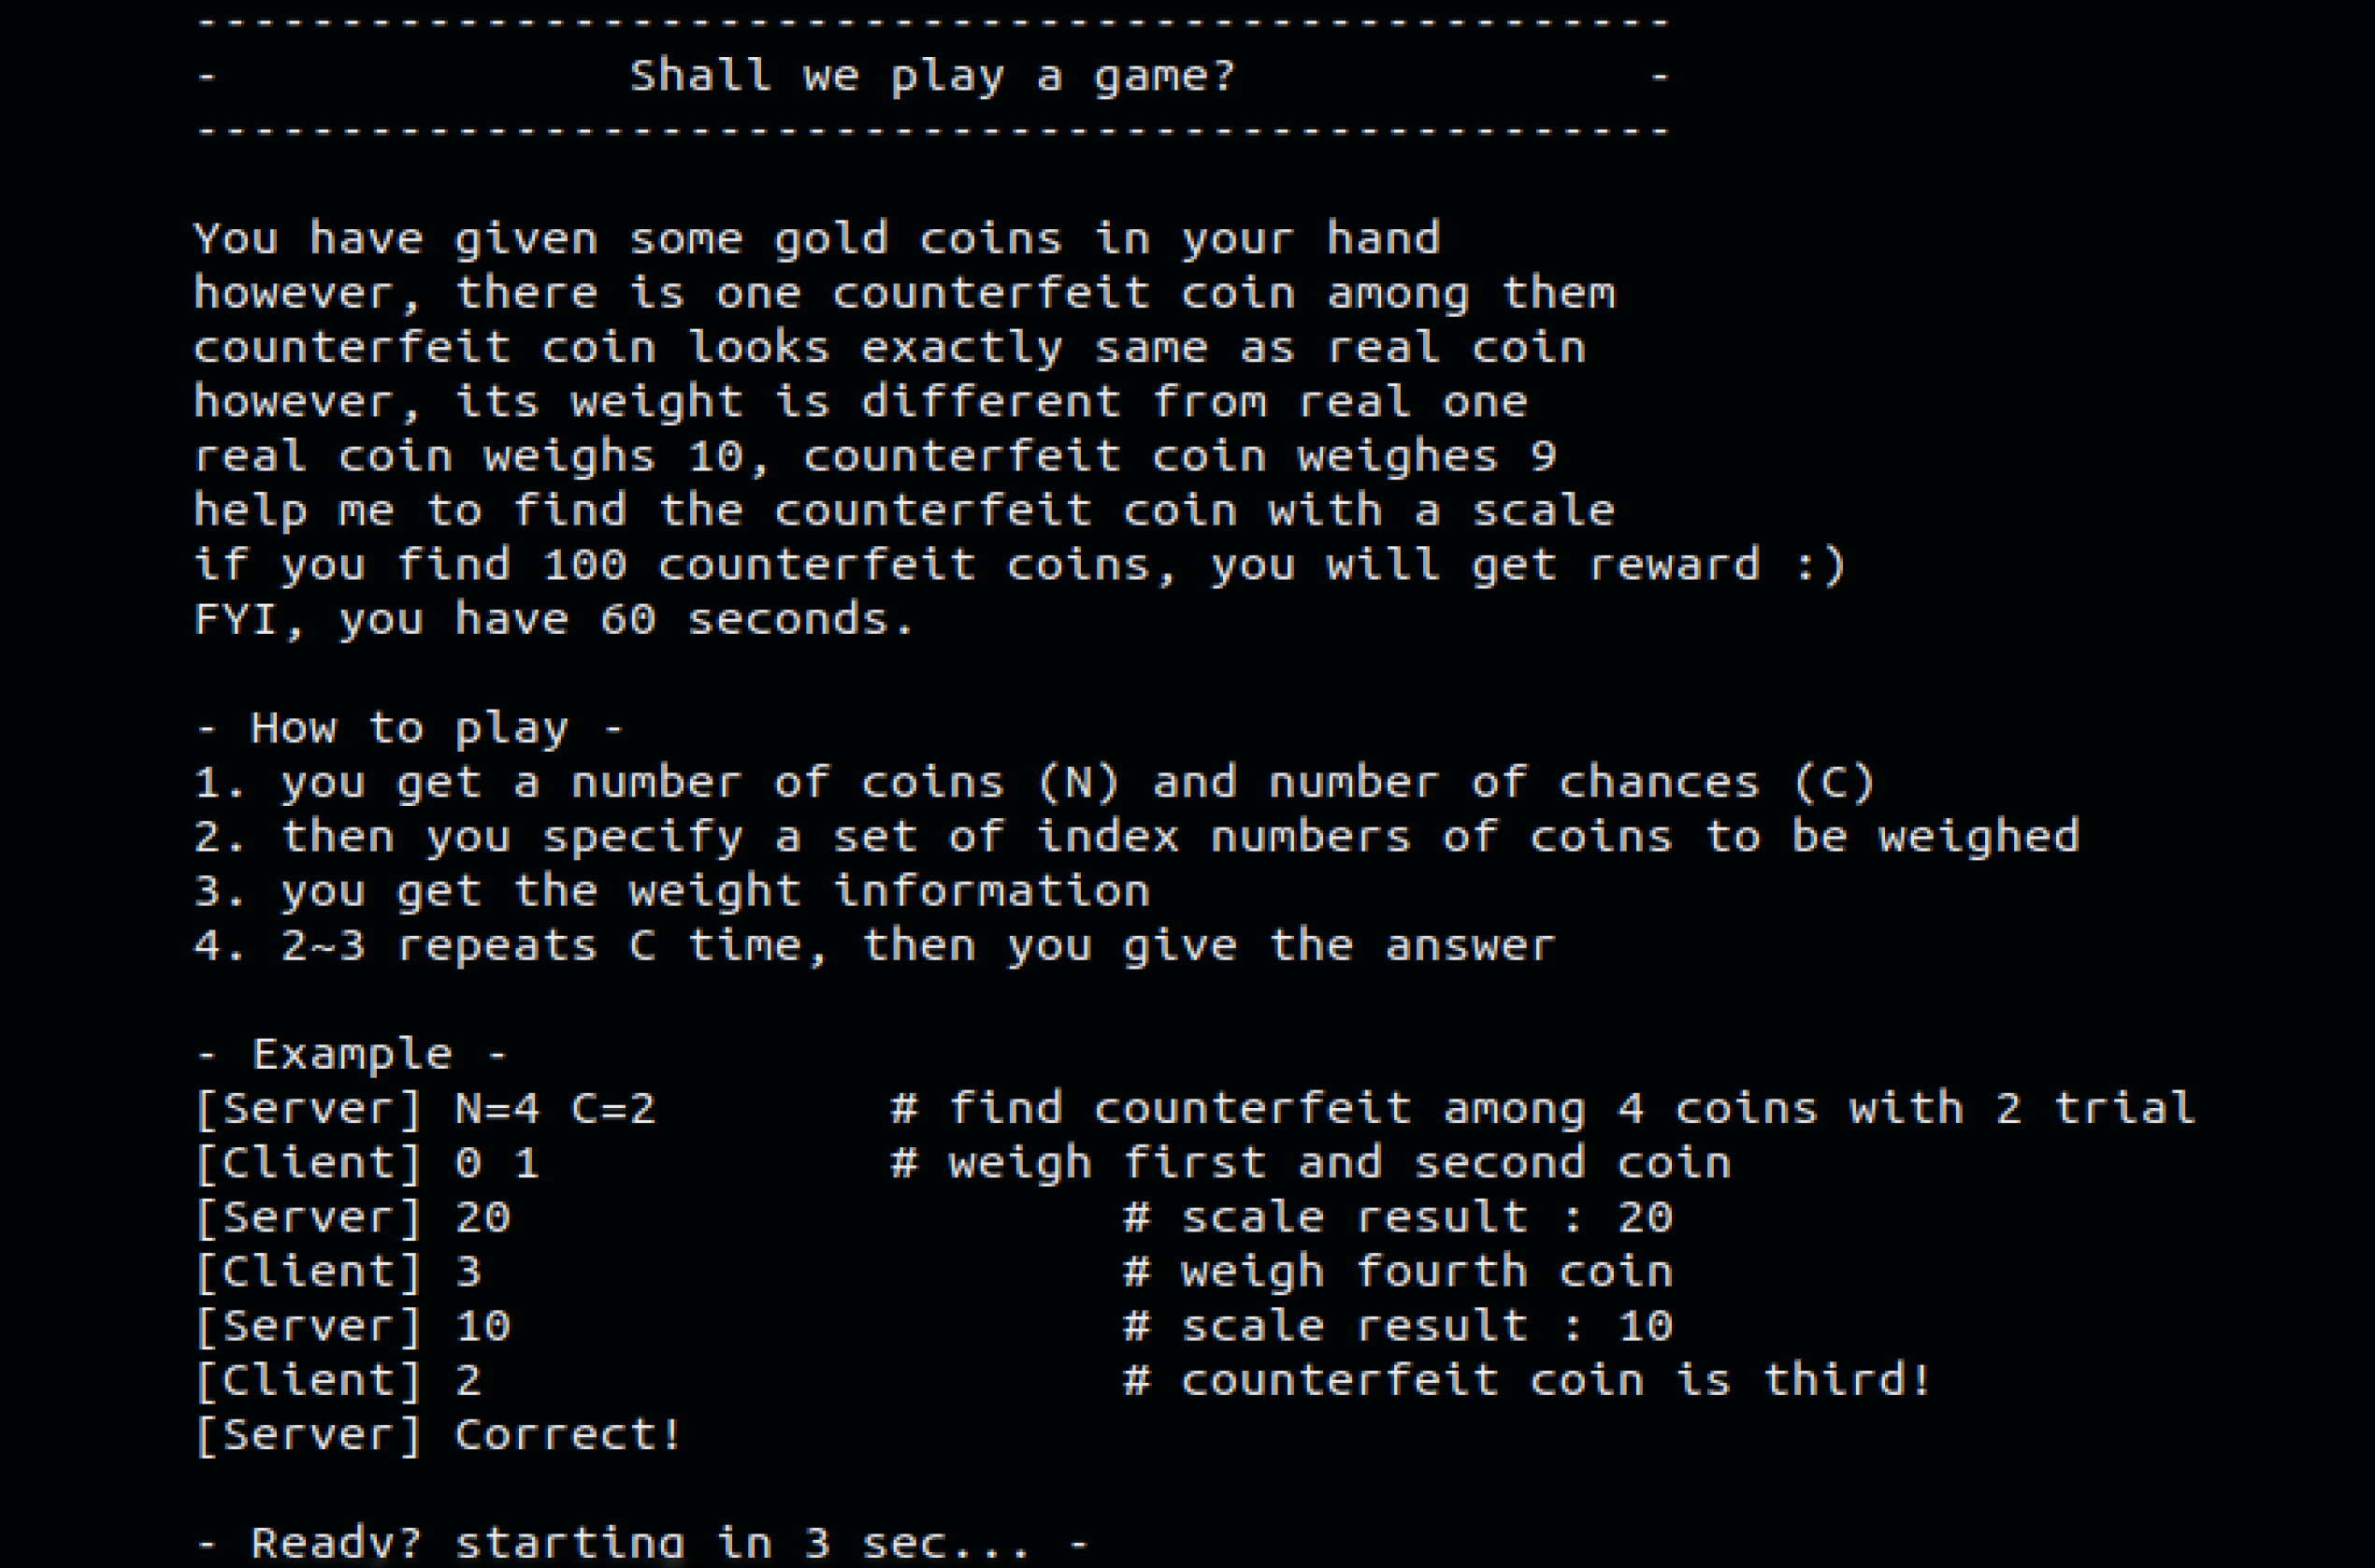 ---------------------------------------------------
-              Shall we play a game?              -
---------------------------------------------------
You have given some gold coins in your hand
however, there is one counterfeit coin among them
counterfeit coin looks exactly same as real coin
however, its weight is different from real one
real coin weighs 10, counterfeit coin weighes 9
help me to find the counterfeit coin with a scale
if you find 100 counterfeit coins, you will get reward :)
FYI, you have 60 seconds.
- How to play -
1. you get a number of coins (N) and number of chances (C)
2. then you specify a set of index numbers of coins to be weighed
3. you get the weight information
4. 2~3 repeats C time, then you give the answer
- Example -
[Server] N=4 C=2        # find counterfeit among 4 coins with 2 trial
[Client] 0 1            # weigh first and second coin
[Server] 20                     # scale result : 20
[Client] 3                      # weigh fourth coin
[Server] 10                     # scale result : 10
[Client] 2                      # counterfeit coin is third!
[Server] Correct!
- Ready? starting in 3 sec... -